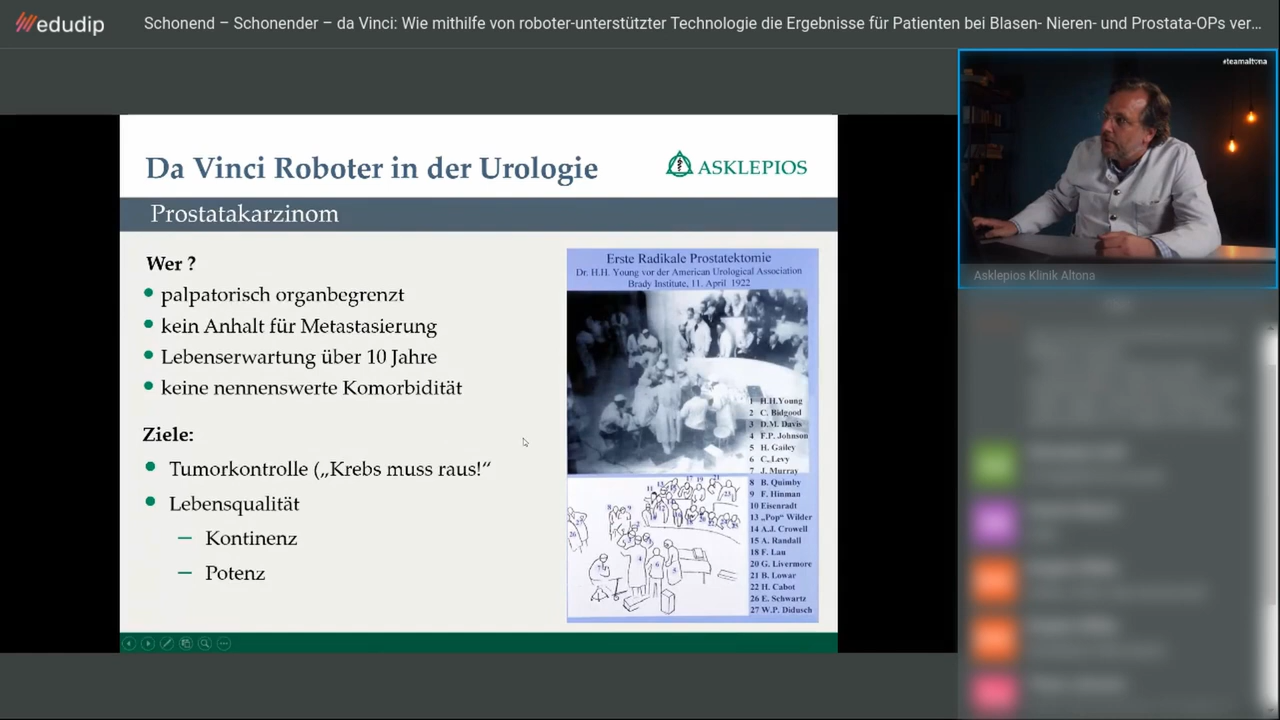 edudip
Schonend – Schonender – da Vinci: Wie mithilfe von roboter-unterstützter Technologie die Ergebnisse für Patienten bei Blasen- Nieren- und Prostata-OPs ver…
#teamaltona
Asklepios Klinik Altona
Da Vinci Roboter in der Urologie
ASKLEPIOS
Prostatakarzinom
Wer ?
palpatorisch organbegrenzt
kein Anhalt für Metastasierung
Lebenserwartung über 10 Jahre
keine nennenswerte Komorbidität
Ziele:
Tumorkontrolle („Krebs muss raus!“
Lebensqualität
– Kontinenz
– Potenz
Erste Radikale Prostatektomie
Dr. H.H. Young vor der American Urological Association
Brady Institute, 11. April 1922
1 H.H.Young
2 C. Bidgood
3 D.M. Davis
4 F.P. Johnson
5 H. Gailey
6 C. Levy
7 J. Murray
8 B. Quimby
9 F. Hinman
10 Eisenradt
13 „Pop“ Wilder
14 A.J. Crowell
15 A. Randall
18 F. Lau
20 G. Livermore
21 B. Lowar
22 H. Cabot
26 E. Schwartz
27 W.P. Didusch